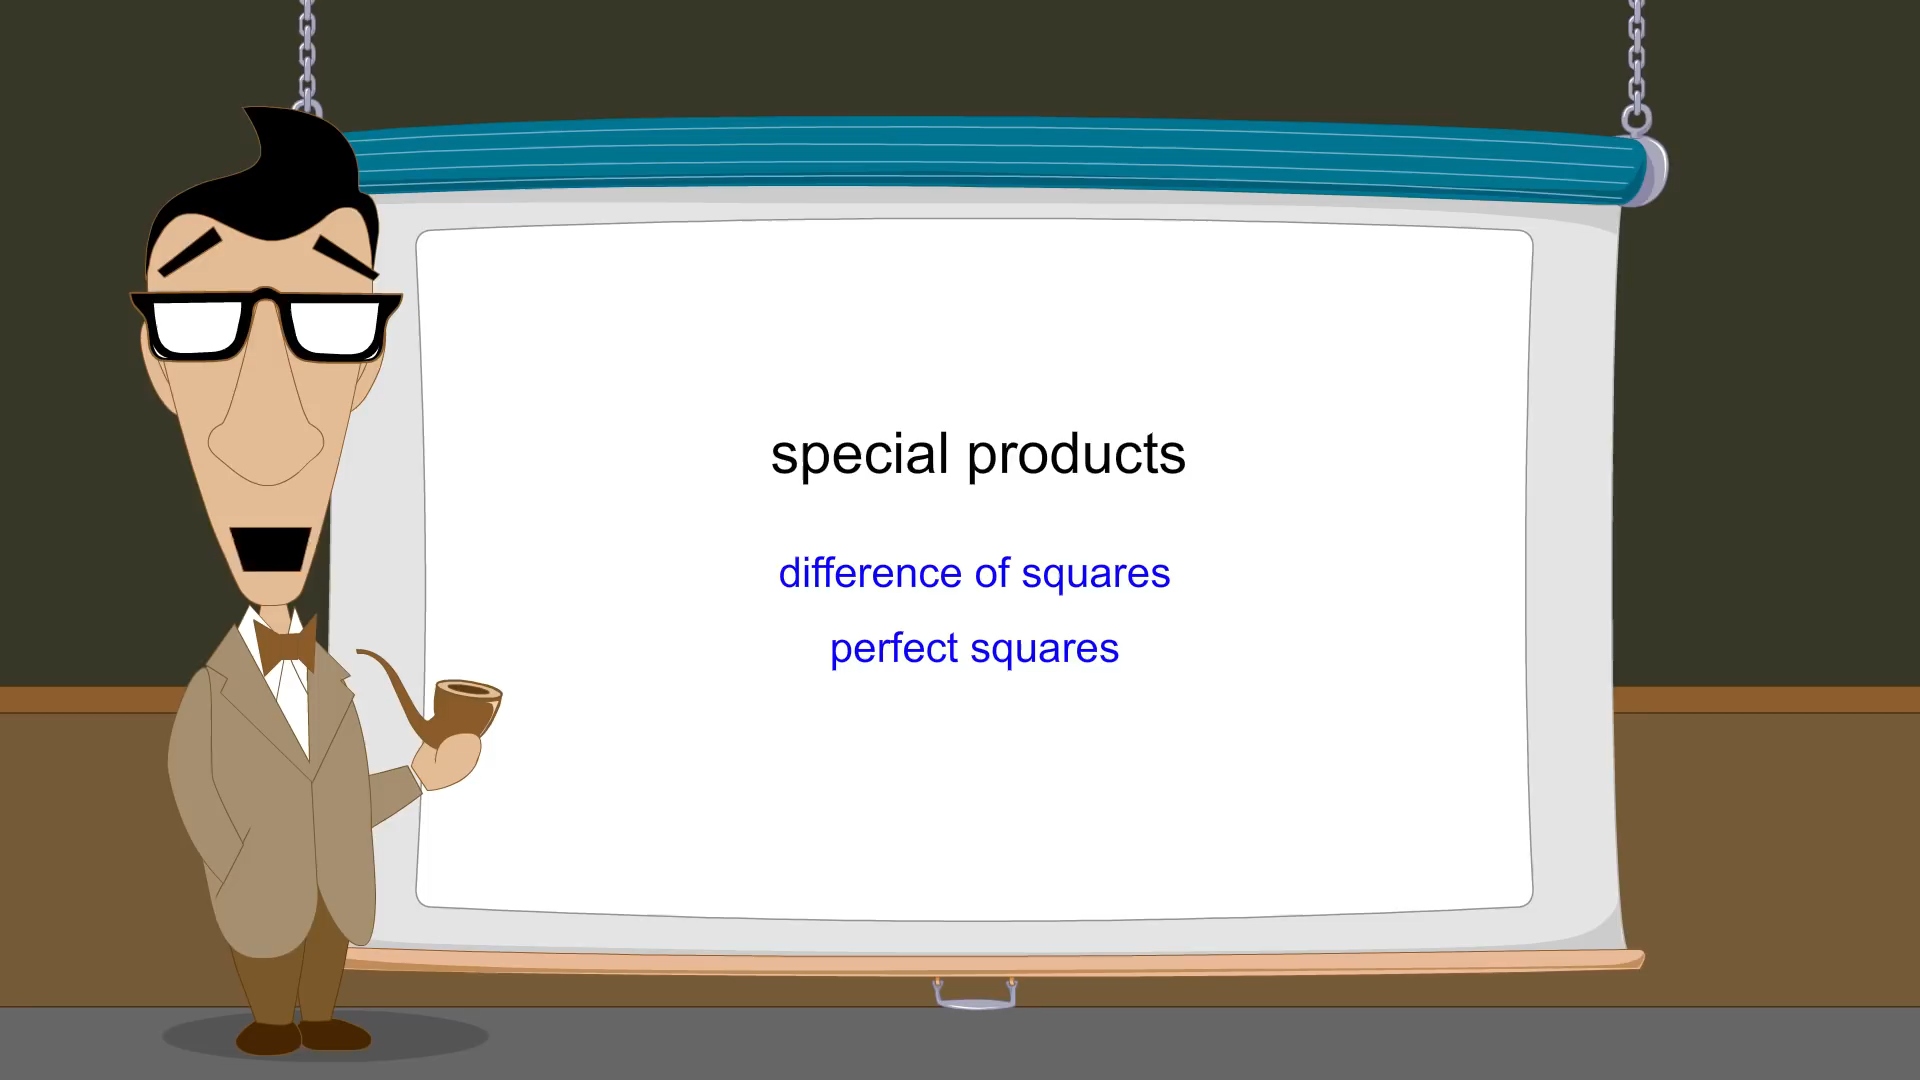 special products
difference of squares
perfect squares